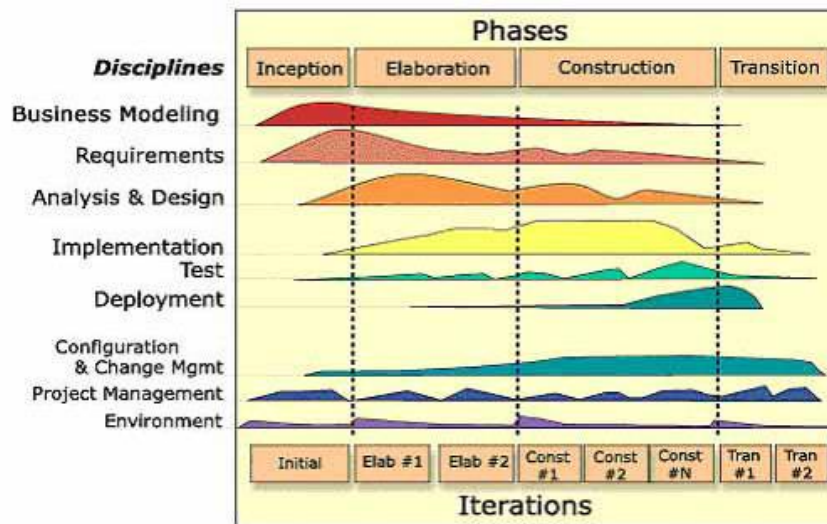 Phases
Disciplines
Inception
Elaboration
Construction
Transition
Business Modeling
Requirements
Analysis & Design
Implementation
Test
Deployment
Configuration
& Change Mgmt
Project Management
Environment
Initial
Elab #1
Elab #2
Const
#1
Const
#2
Const
#N
Tran
#1
Tran
#2
Iterations